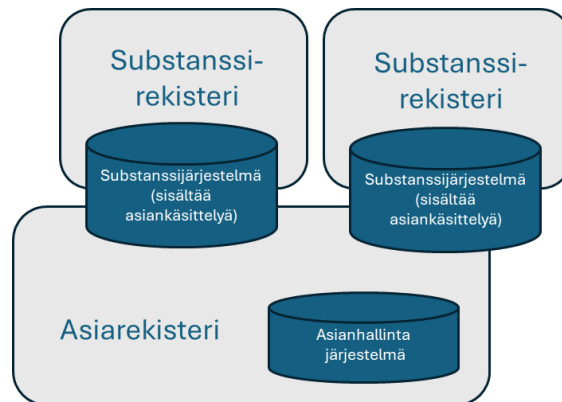 Substanssi-
rekisteri
Substanssi-
rekisteri
Substanssijärjestelmä
(sisältää
asiankäsittelyä)
Substanssijärjestelmä
(sisältää
asiankäsittelyä)
Asiarekisteri
Asianhallinta
järjestelmä